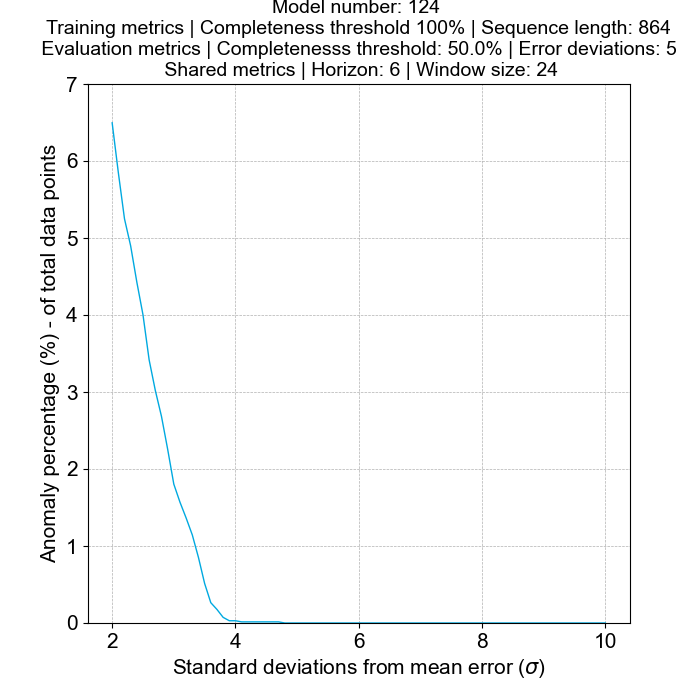 Model number: 124
Training metrics | Completeness threshold 100% | Sequence length: 864
Evaluation metrics | Completenesss threshold: 50.0% | Error deviations: 5
Shared metrics | Horizon: 6 | Window size: 24
7
6
5
4
3
2
1
0
Anomaly percentage (%) - of total data points
2 4 6 8 10
Standard deviations from mean error (σ)